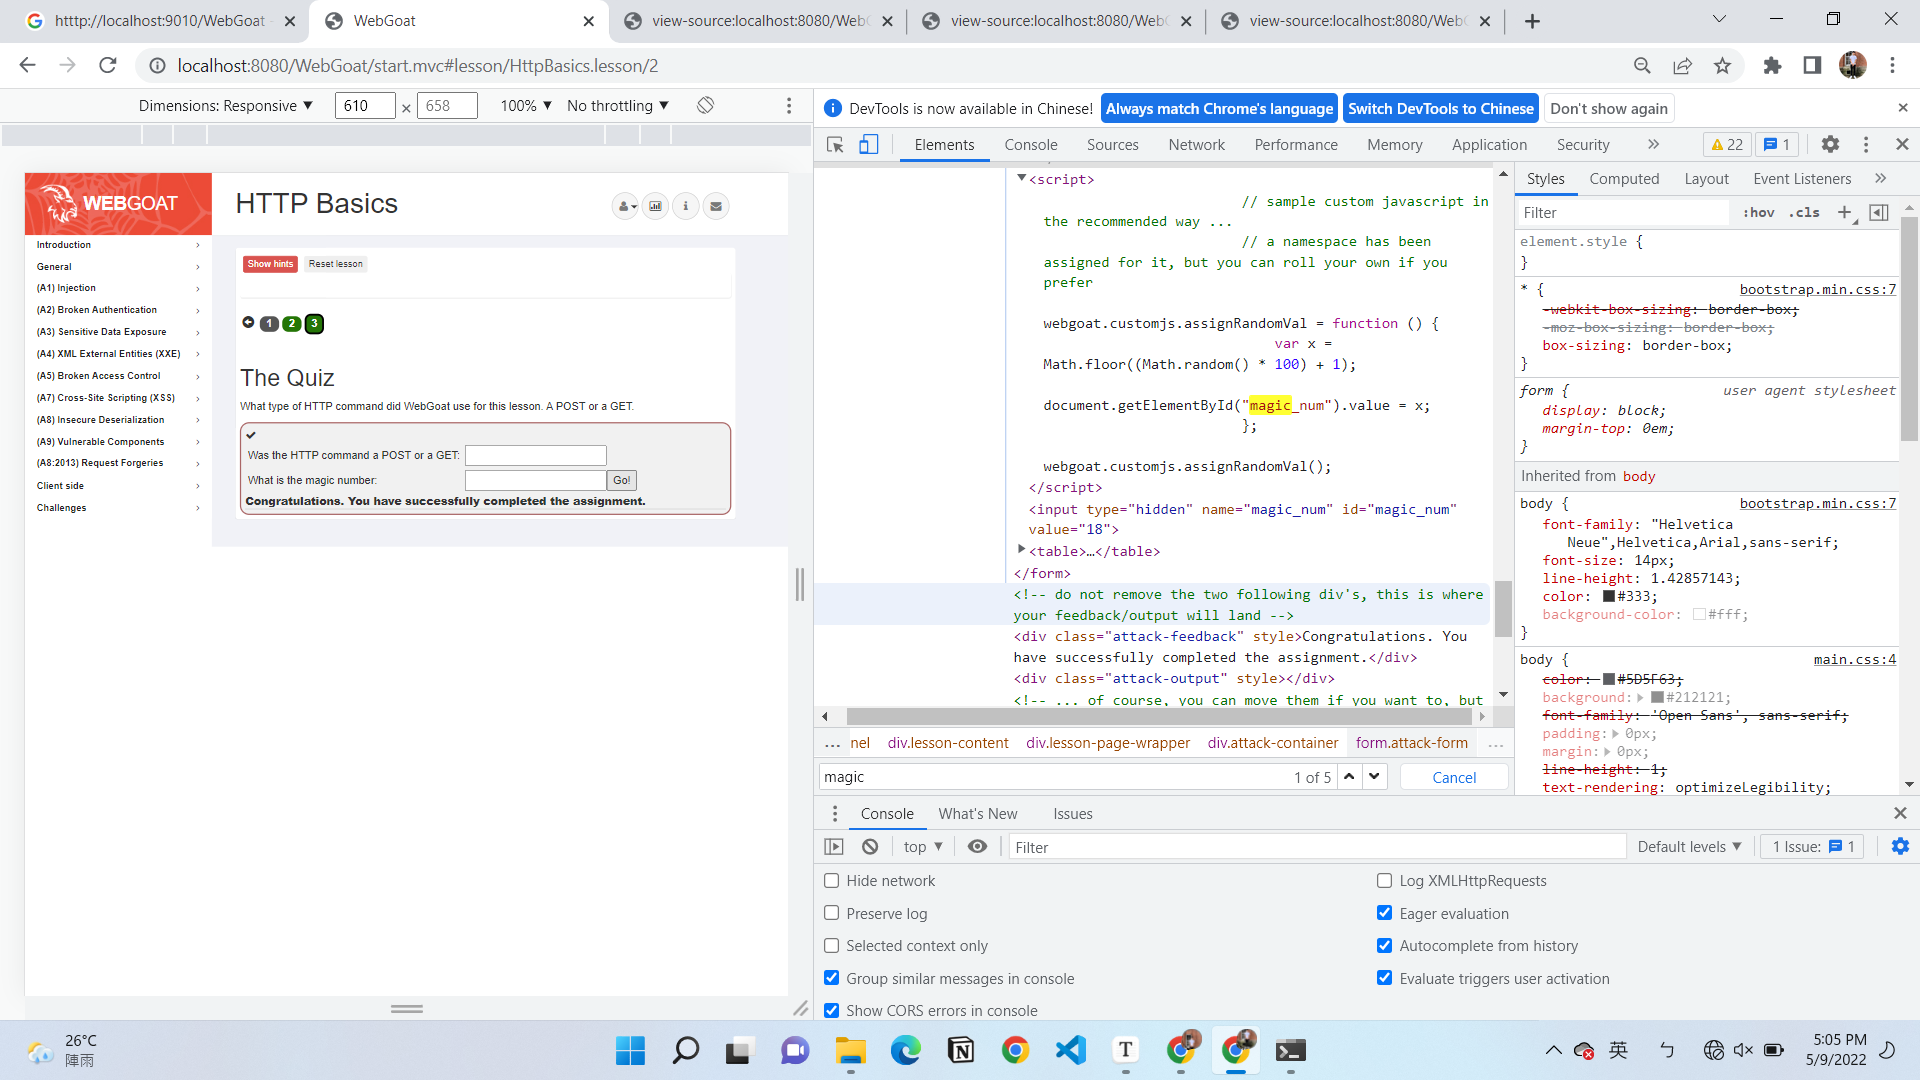 htttp://localhost:9010/WebGoat
WebGoat
view-source:localhost:8080/WebG
view-source:localhost:8080/WebG
view-source:localhost:8080/WebG
localhost:8080/WebGoat/start.mvc#lesson/HttpBasics.lesson/2
Dimensions: Responsive ▼ 610 × 658 100% ▼ No throttling ▼
DevTools is now available in Chinese! Always match Chrome's language Switch DevTools to Chinese Don't show again
Elements Console Sources Network Performance Memory Application Security » 22 1
WEBGOAT
HTTP Basics
Introduction
General
(A1) Injection
(A2) Broken Authentication
(A3) Sensitive Data Exposure
(A4) XML External Entities (XXE)
(A5) Broken Access Control
(A7) Cross-Site Scripting (XSS)
(A8) Insecure Deserialization
(A9) Vulnerable Components
(A8:2013) Request Forgeries
Client side
Challenges
Show hints Reset lesson
1 2 3
The Quiz
What type of HTTP command did WebGoat use for this lesson. A POST or a GET.
Was the HTTP command a POST or a GET:
What is the magic number: Go!
Congratulations. You have successfully completed the assignment.
<script>
// sample custom javascript in
the recommended way ...
// a namespace has been
assigned for it, but you can roll your own if you
prefer
webgoat.customjs.assignRandomVal = function () {
var x =
Math.floor((Math.random() * 100) + 1);
document.getElementById("magic_num").value = x;
};
webgoat.customjs.assignRandomVal();
</script>
<input type="hidden" name="magic_num" id="magic_num"
value="18">
<table>…</table>
</form>
<!-- do not remove the two following div's, this is where
your feedback/output will land -->
<div class="attack-feedback" style>Congratulations. You
have successfully completed the assignment.</div>
<div class="attack-output" style></div>
<!-- ... of course, you can move them if you want to, but
... nel div.lesson-content div.lesson-page-wrapper div.attack-container form.attack-form ...
magic 1 of 5 Cancel
Styles Computed Layout Event Listeners »
Filter :hov .cls +
element.style {
}
* { bootstrap.min.css:7
-webkit-box-sizing: border-box;
-moz-box-sizing: border-box;
box-sizing: border-box;
}
form { user agent stylesheet
display: block;
margin-top: 0em;
}
Inherited from body
body { bootstrap.min.css:7
font-family: "Helvetica
Neue",Helvetica,Arial,sans-serif;
font-size: 14px;
line-height: 1.42857143;
color: #333;
background-color: #fff;
}
body { main.css:4
color: #5D5F63;
background: #212121;
font-family: 'Open Sans', sans-serif;
padding: 0px;
margin: 0px;
line-height: 1;
text-rendering: optimizeLegibility;
Console What's New Issues
top ▼ Filter Default levels ▼ 1 Issue: 1
Hide network
Log XMLHttpRequests
Preserve log
Eager evaluation
Selected context only
Autocomplete from history
Group similar messages in console
Evaluate triggers user activation
Show CORS errors in console
26°C
陣雨
英 ㄅ
5:05 PM
5/9/2022